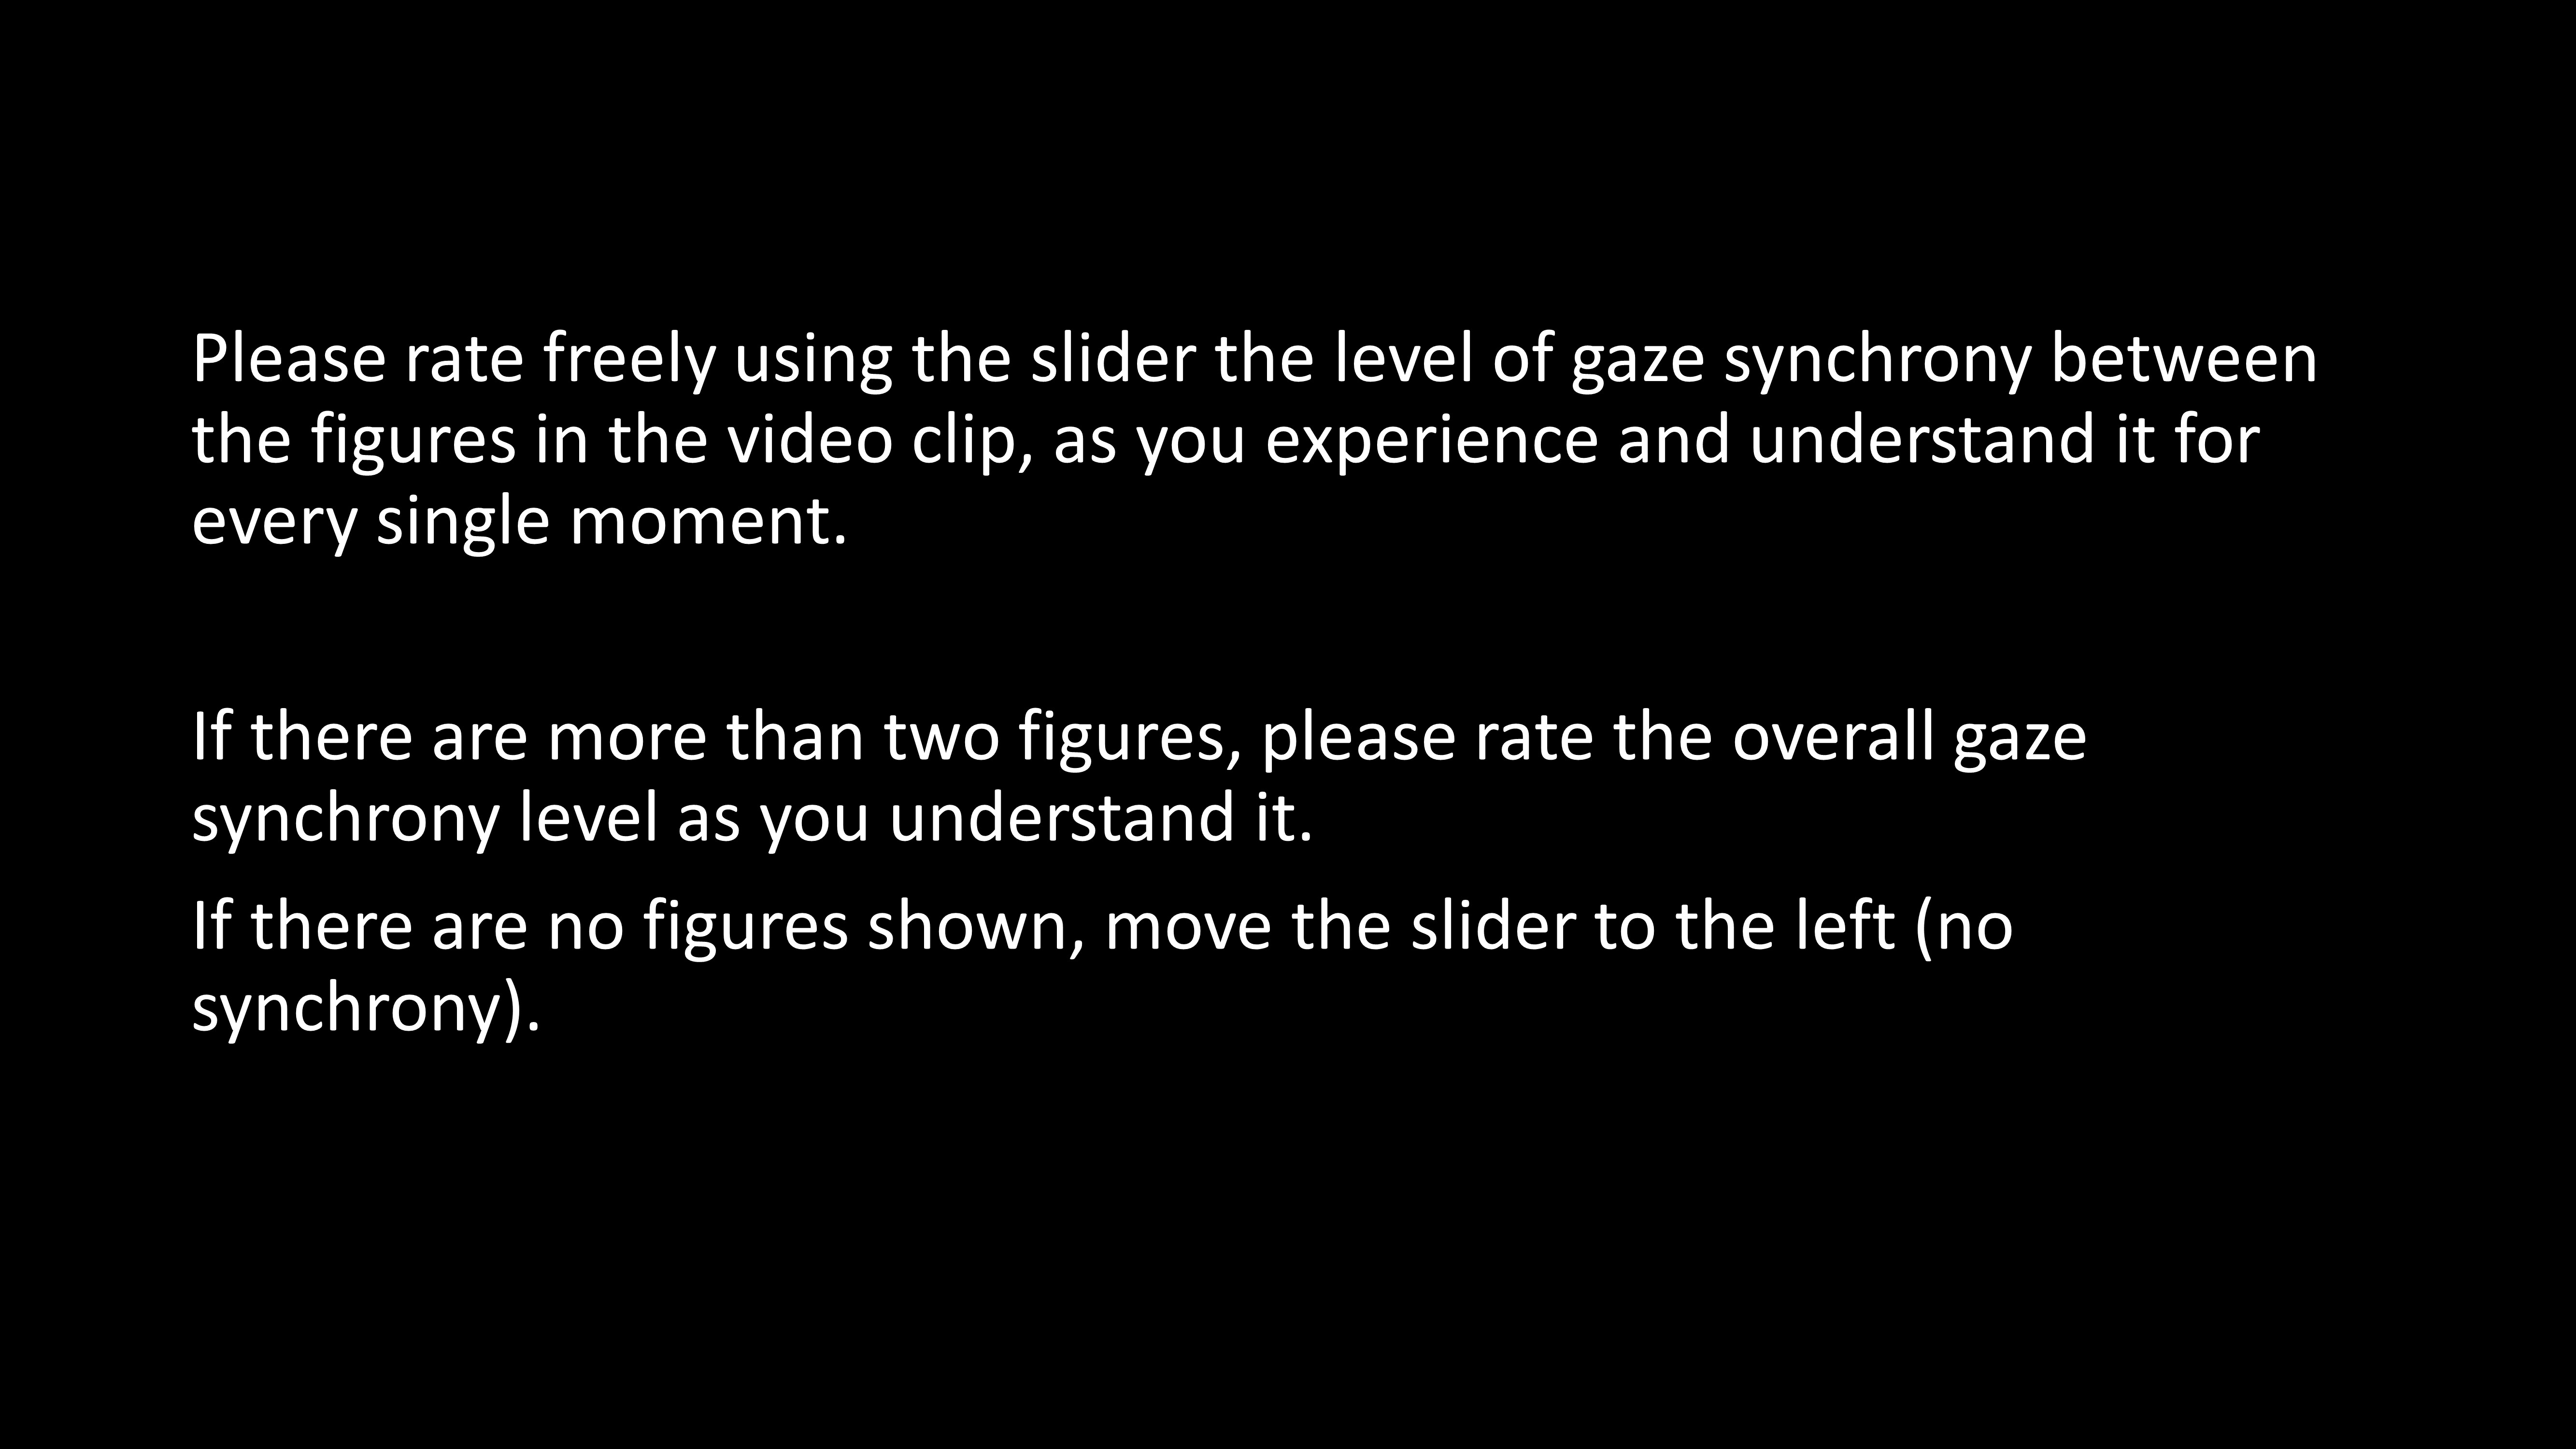 Please rate freely using the slider the level of gaze synchrony between
the figures in the video clip, as you experience and understand it for
every single moment.
If there are more than two figures, please rate the overall gaze
synchrony level as you understand it.
If there are no figures shown, move the slider to the left (no
synchrony).